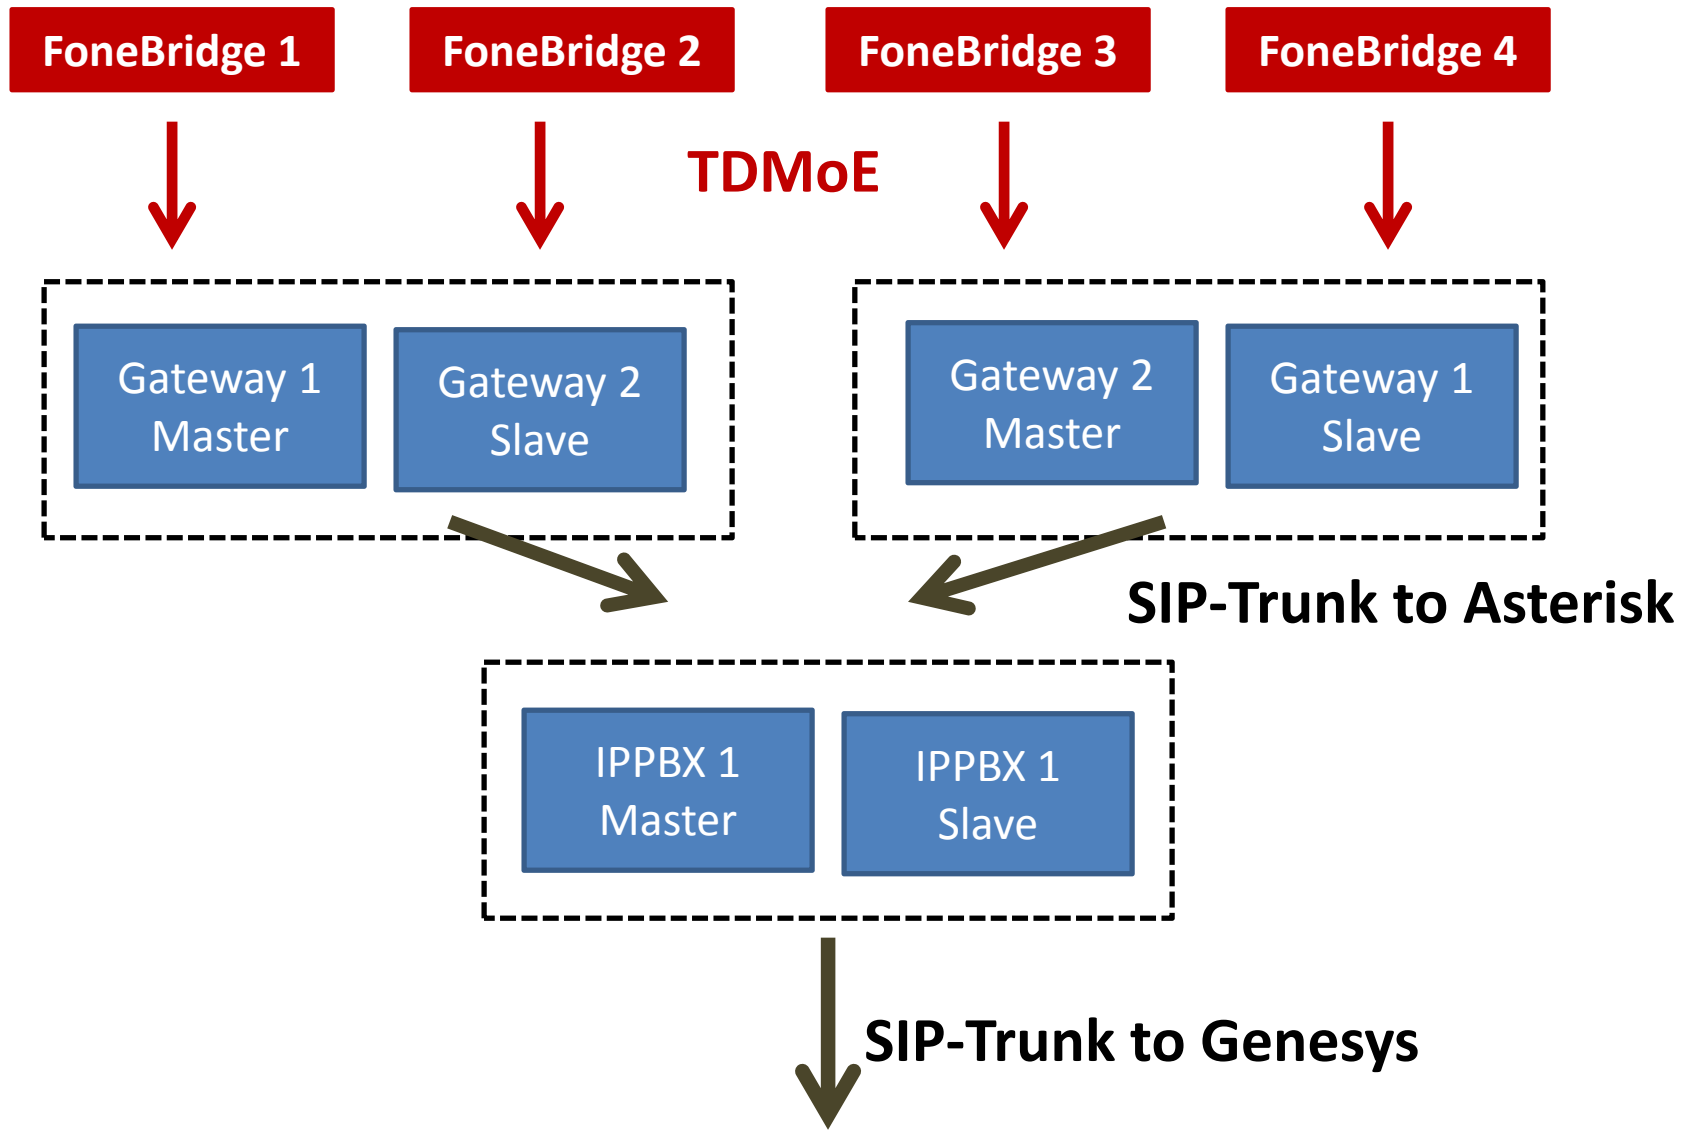 FoneBridge 1
FoneBridge 2
FoneBridge 3
FoneBridge 4
TDMoE
Gateway 1
Master
Gateway 2
Slave
Gateway 2
Master
Gateway 1
Slave
SIP-Trunk to Asterisk
IPPBX 1
Master
IPPBX 1
Slave
SIP-Trunk to Genesys